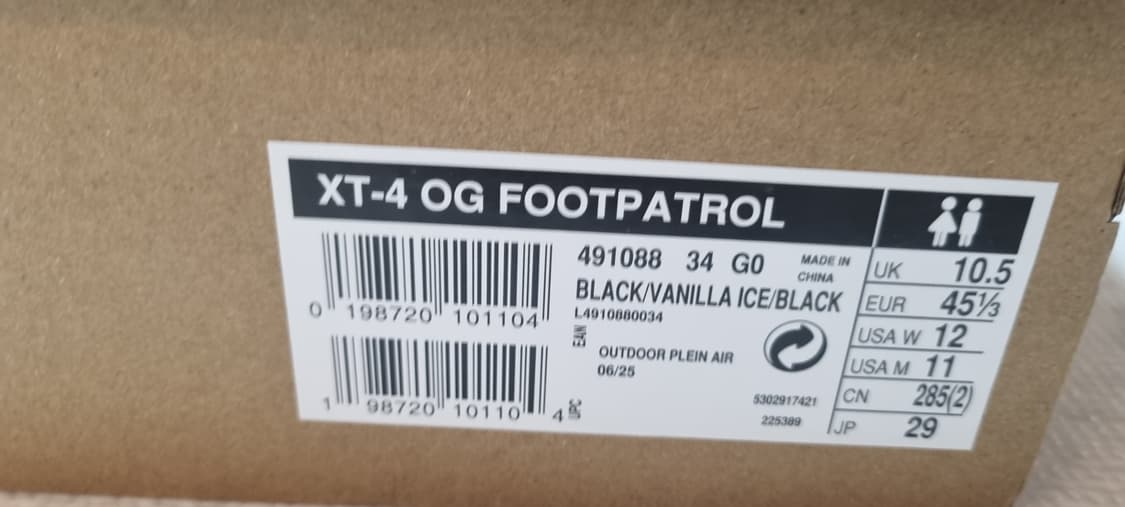 XT-4 OG FOOTPATROL
491088 34 G0 MADE IN CHINA
BLACK/VANILLA ICE/BLACK
L4910880034
0 198720 101104
EAN
OUTDOOR PLEIN AIR
06/25
1 98720 10110 4
UPC
5302917421
225389
UK 10.5
EUR 45⅓
USA W 12
USA M 11
CN 285(2)
JP 29